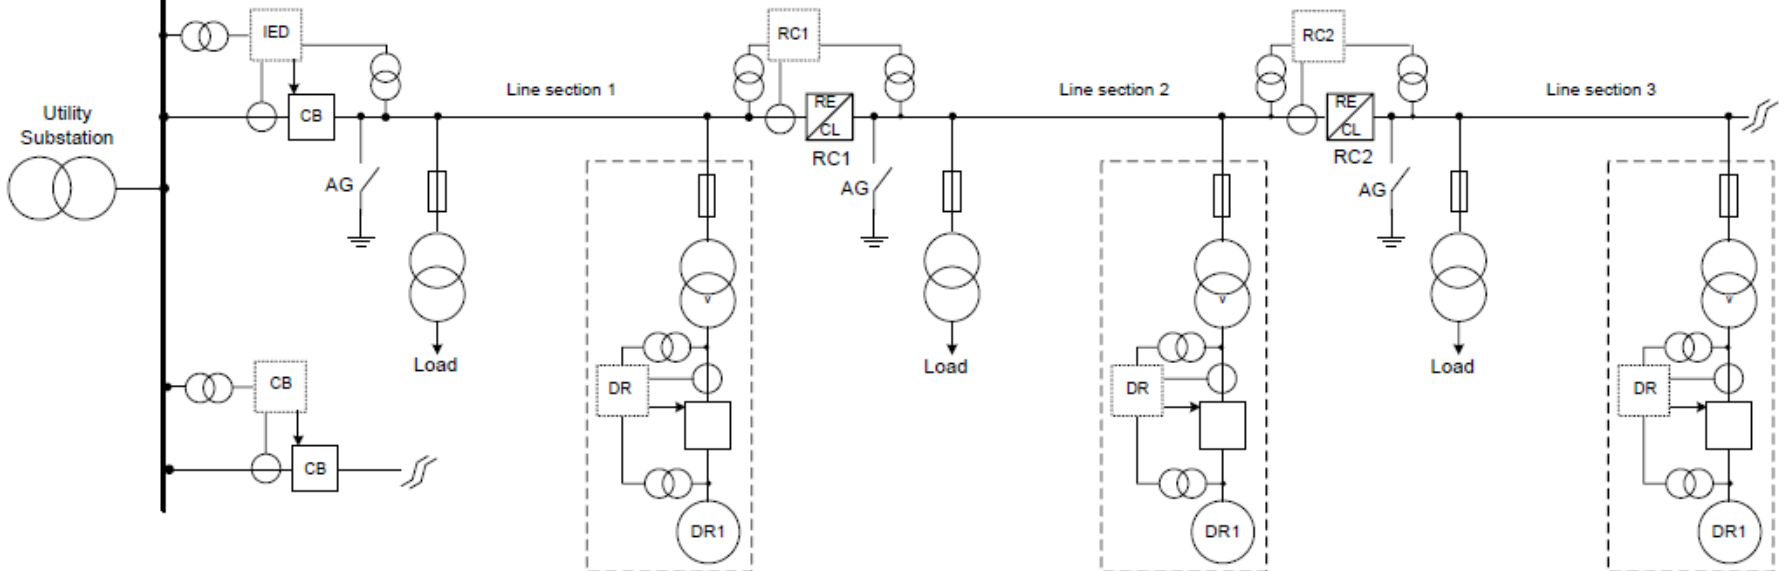 IED
RC1
RC2
Utility
Substation
CB
Line section 1
RE
CL
RC1
Line section 2
RE
CL
RC2
Line section 3
AG
AG
AG
v
v
v
Load
Load
Load
CB
DR
DR
DR
CB
DR1
DR1
DR1